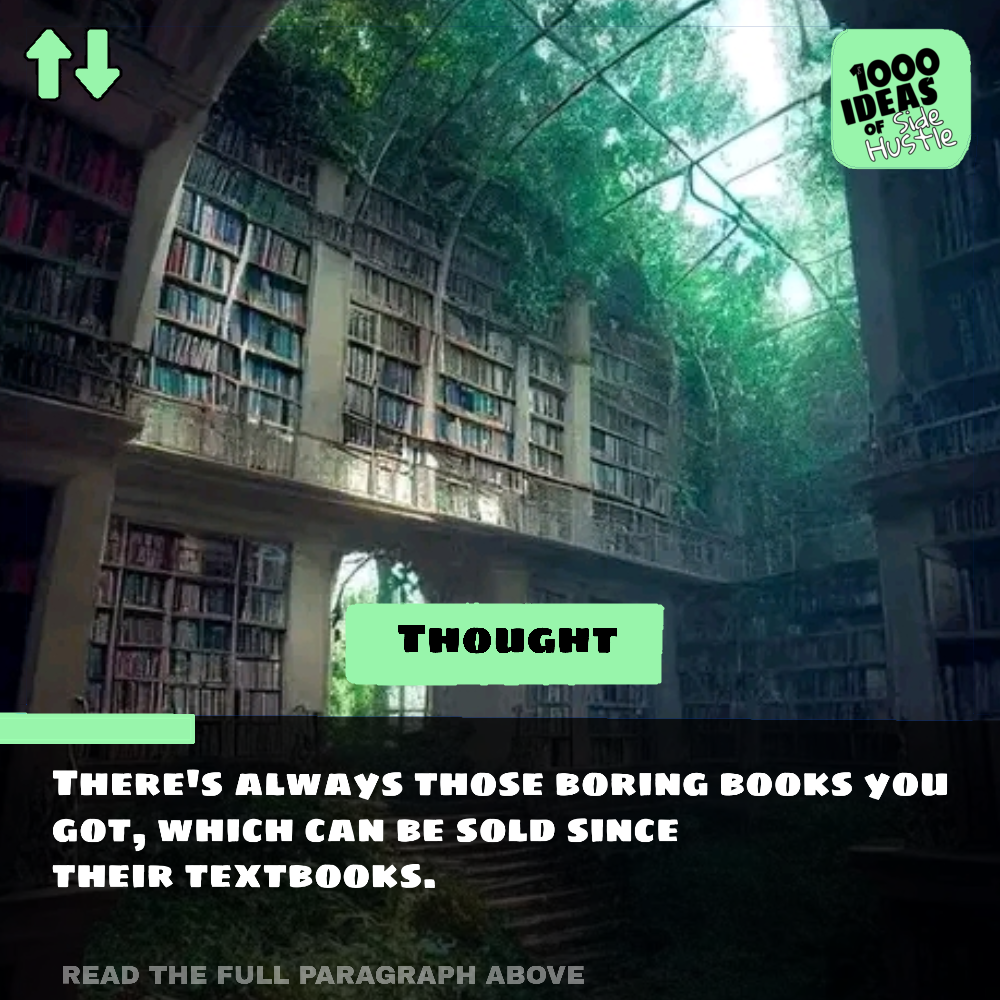 1000
IDEAS
OF Side
Hustle
Thought
There's always those boring books you
got, which can be sold since
their textbooks.
READ THE FULL PARAGRAPH ABOVE